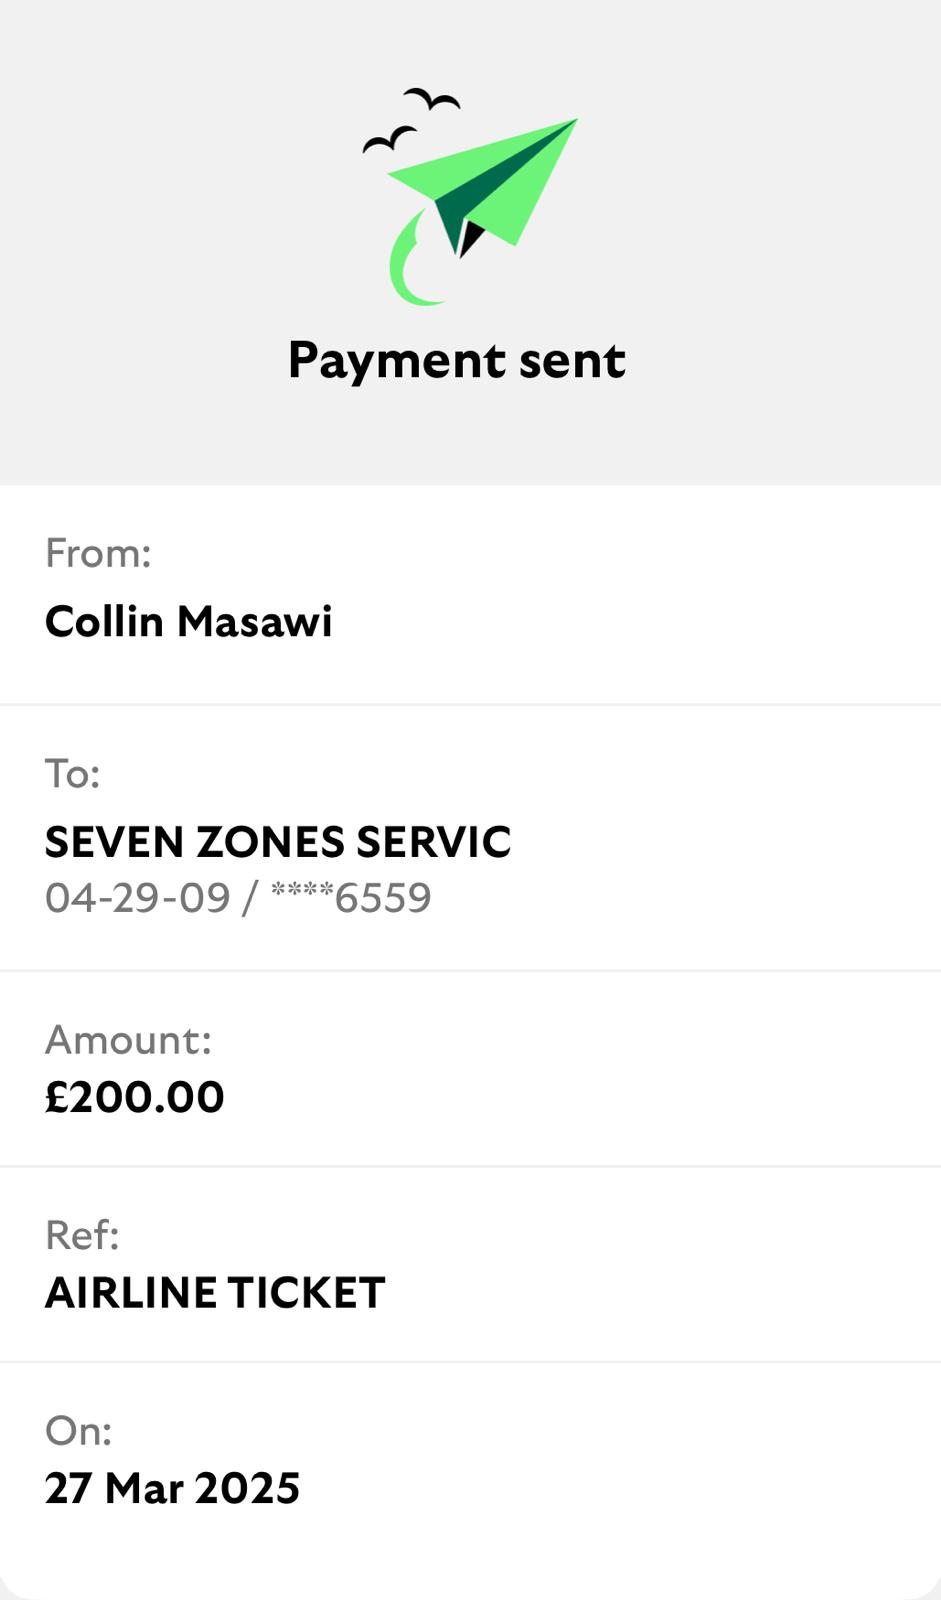 Payment sent
From:
Collin Masawi
To:
SEVEN ZONES SERVIC
04-29-09 / ****6559
Amount:
£200.00
Ref:
AIRLINE TICKET
On:
27 Mar 2025